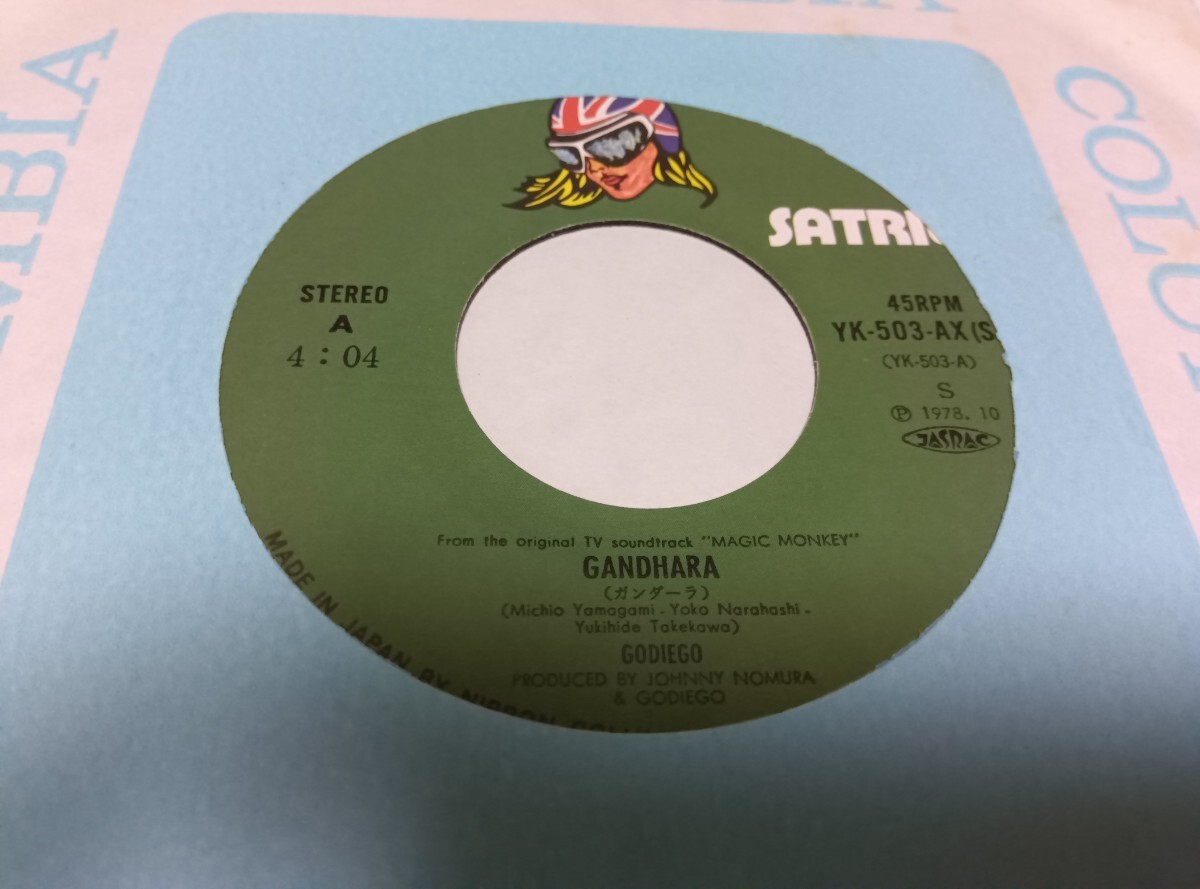 COLUMBIA
SATRI
STEREO
A
4 : 04
45RPM
YK-503-AX(S
(YK-503-A)
S
Ⓟ 1978. 10
JASRAC
From the original TV soundtrack "MAGIC MONKEY"
GANDHARA
(ガンダーラ)
(Michio Yamagami - Yoko Narahashi -
Yukihide Takekawa)
GODIEGO
PRODUCED BY JOHNNY NOMURA
& GODIEGO
MADE IN JAPAN BY NIPPON COLUM
MBIA
COLU